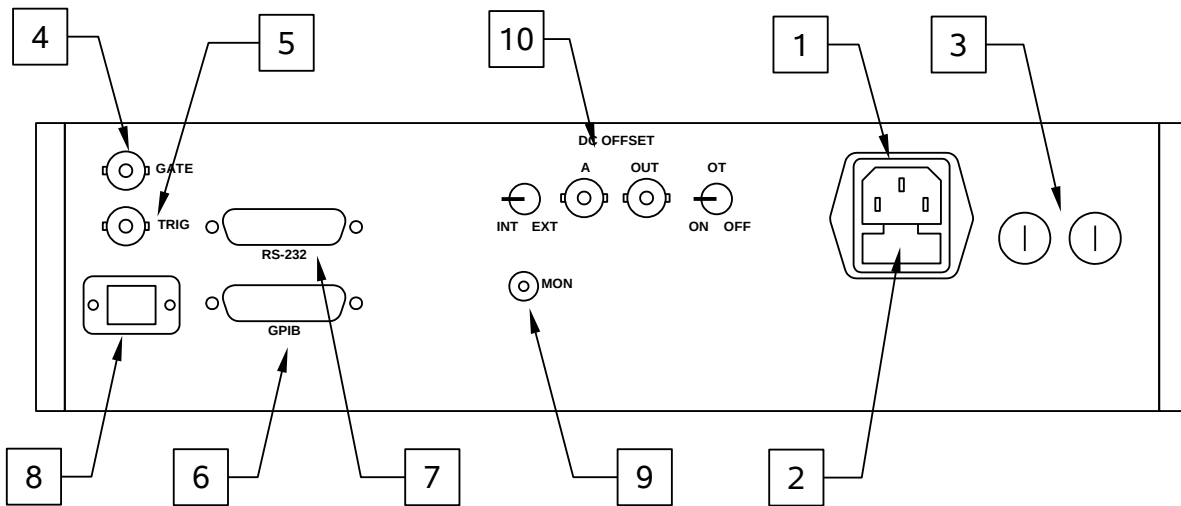 4
5
10
1
3
DC OFFSET
GATE
A
OUT
OT
TRIG
INT EXT
ON OFF
RS-232
MON
GPIB
8
6
7
9
2